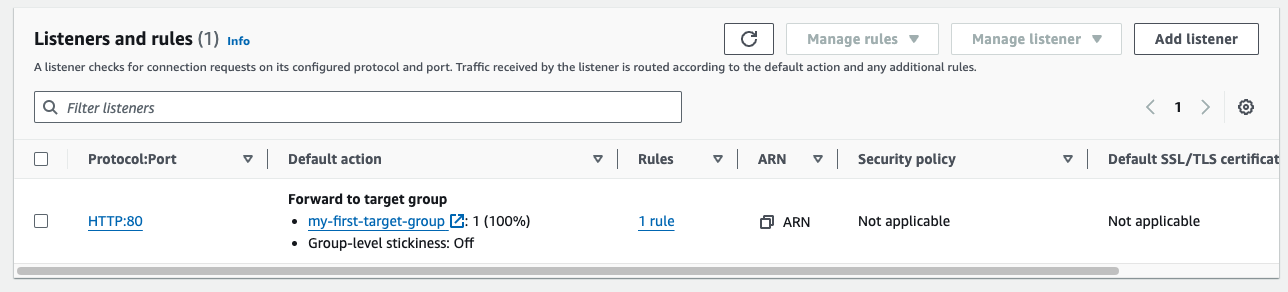 Listeners and rules (1) Info
Manage rules
Manage listener
Add listener
A listener checks for connection requests on its configured protocol and port. Traffic received by the listener is routed according to the default action and any additional rules.
Filter listeners
1
Protocol:Port Default action Rules ARN Security policy Default SSL/TLS certificat
Forward to target group
HTTP:80 • my-first-target-group : 1 (100%) 1 rule ARN Not applicable Not applicable
• Group-level stickiness: Off